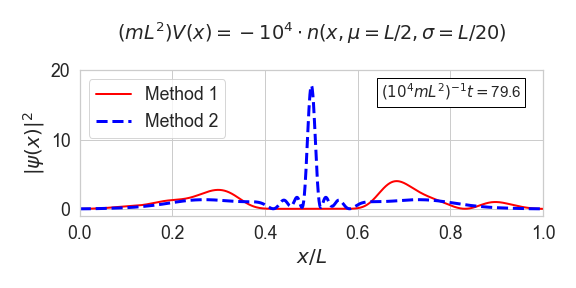 (mL²)V(x) = −10⁴ · n(x, μ = L/2, σ = L/20)
20
10
0
|ψ(x)|²
Method 1
Method 2
(10⁴mL²)⁻¹t = 79.6
0.0 0.2 0.4 0.6 0.8 1.0
x/L